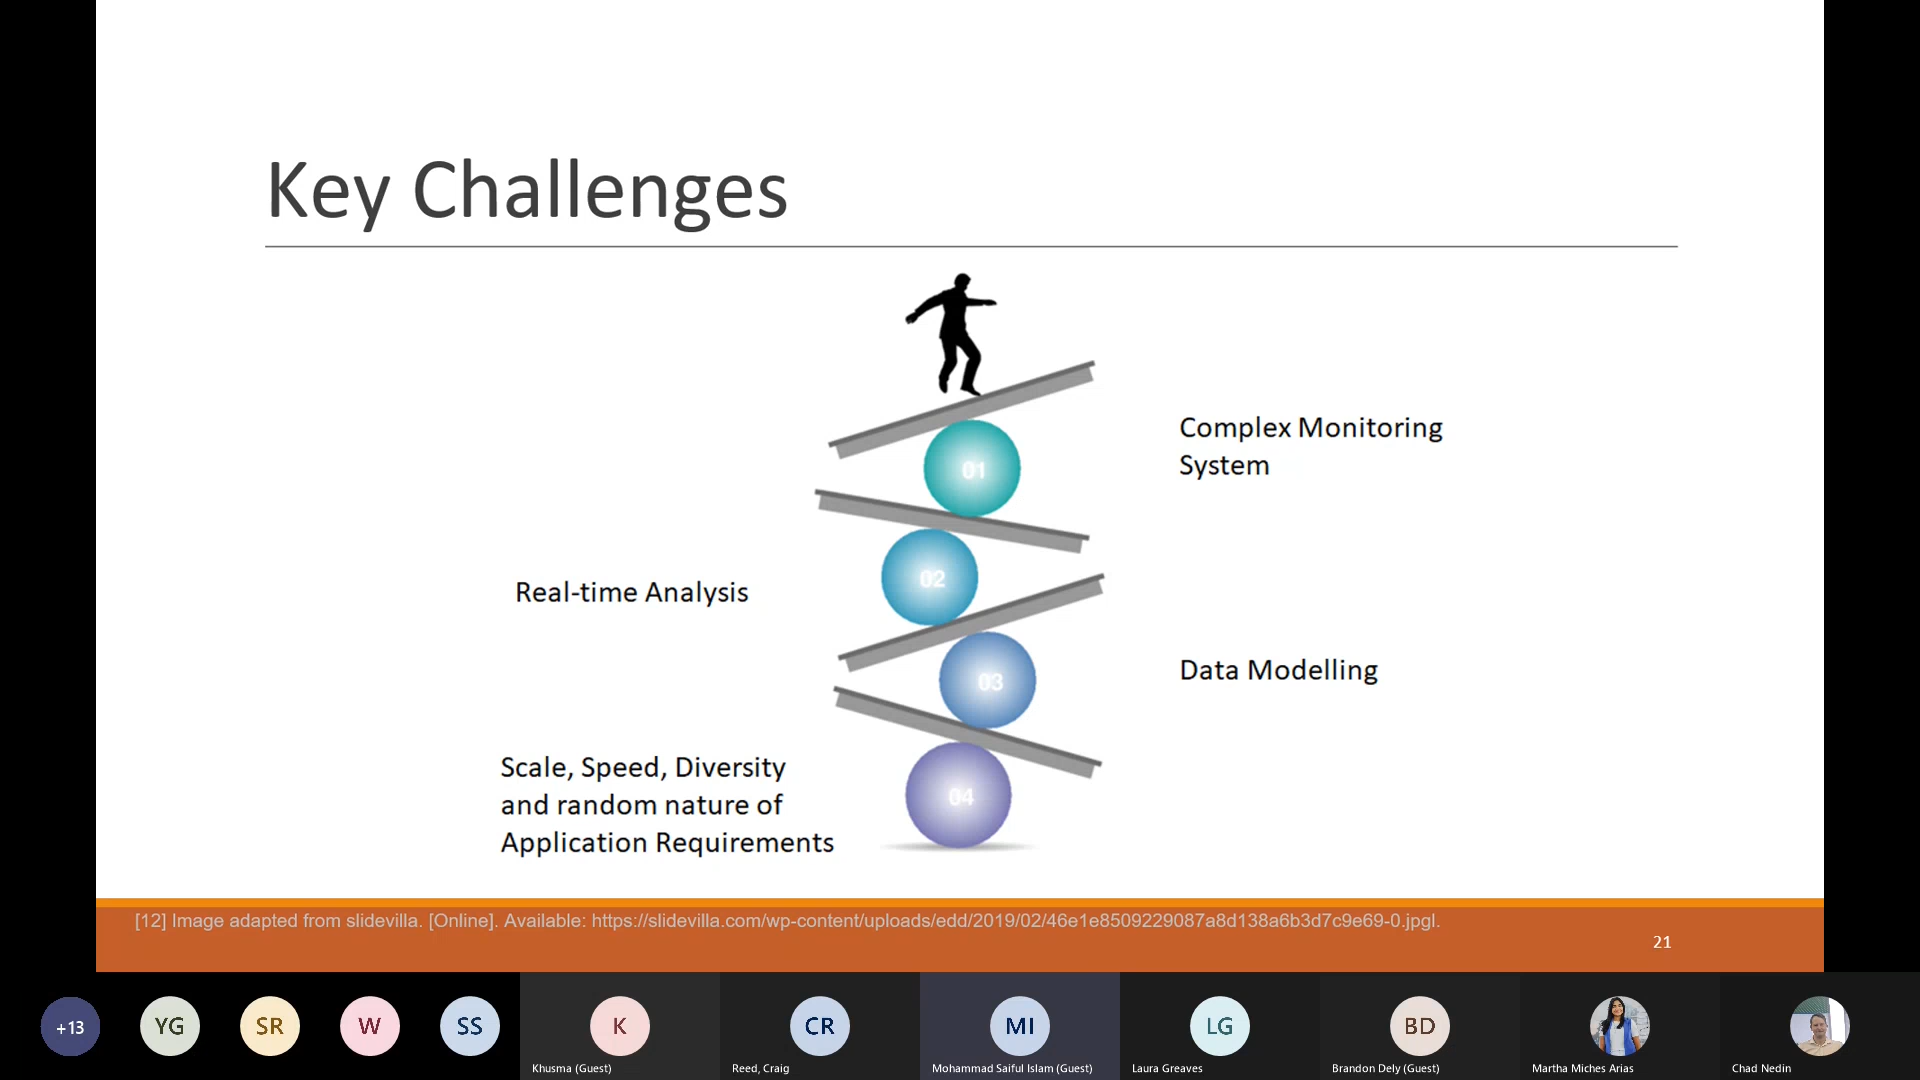 Key Challenges
01
Complex Monitoring
System
02
Real-time Analysis
03
Data Modelling
Scale, Speed, Diversity
and random nature of
Application Requirements
04
[12] Image adapted from slidevilla. [Online]. Available: https://slidevilla.com/wp-content/uploads/edd/2019/02/46e1e8509229087a8d138a6b3d7c9e69-0.jpgl.
21
+13
YG
SR
W
SS
K
CR
MI
LG
BD
Khusma (Guest)
Reed, Craig
Mohammad Saiful Islam (Guest)
Laura Greaves
Brandon Dely (Guest)
Martha Miches Arias
Chad Nedin